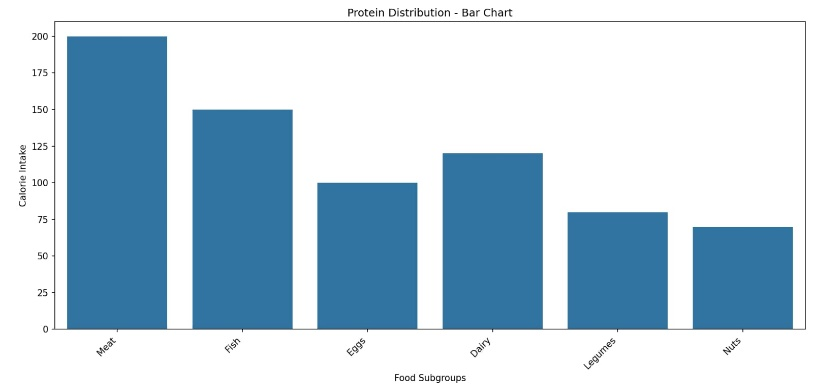 Protein Distribution - Bar Chart
Calorie Intake
200
175
150
125
100
75
50
25
0
Meat
Fish
Eggs
Dairy
Legumes
Nuts
Food Subgroups